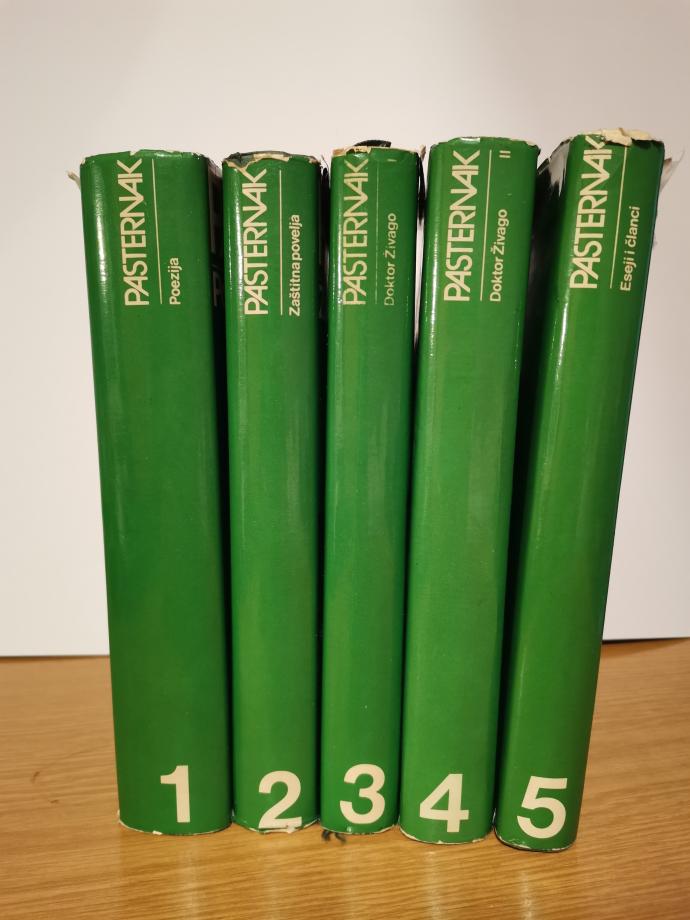 PASTERNAK
Poezija
1
PASTERNAK
Zaštitna povelja
2
PASTERNAK
Doktor Živago
3
PASTERNAK
Doktor Živago
II
4
PASTERNAK
Eseji i članci
5